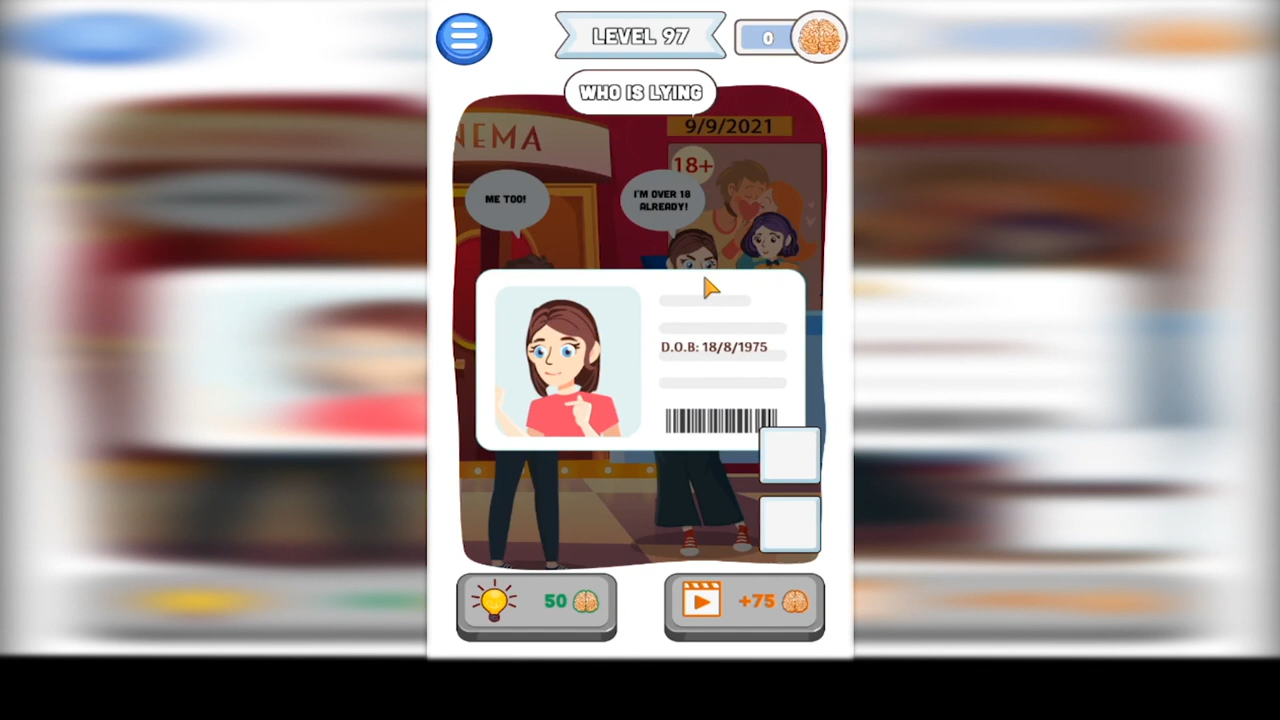 LEVEL 97
0
WHO IS LYING
NEMA
9/9/2021
18+
ME TOO!
I'M OVER 18
ALREADY!
D.O.B: 18/8/1975
50
+75